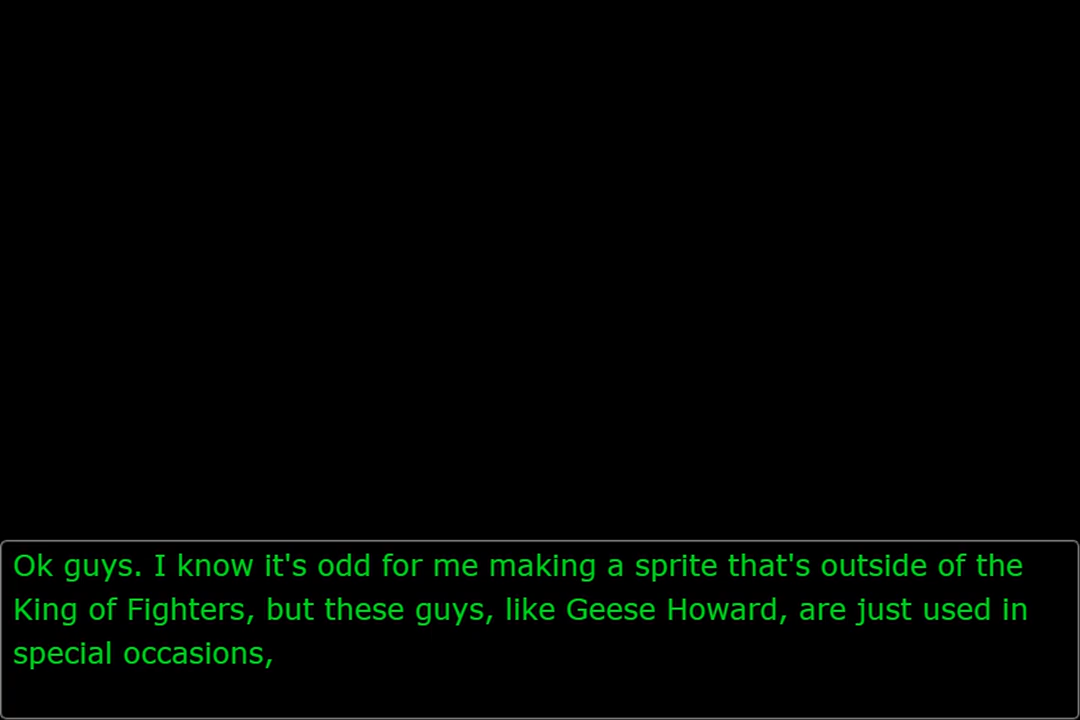 Ok guys. I know it's odd for me making a sprite that's outside of the
King of Fighters, but these guys, like Geese Howard, are just used in
special occasions,